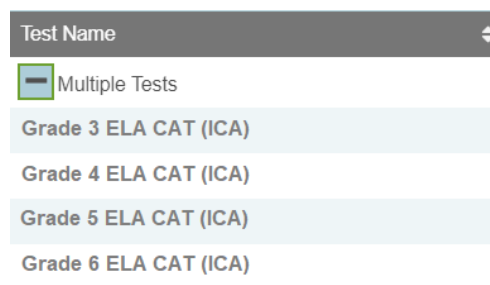 Test Name
Multiple Tests
Grade 3 ELA CAT (ICA)
Grade 4 ELA CAT (ICA)
Grade 5 ELA CAT (ICA)
Grade 6 ELA CAT (ICA)